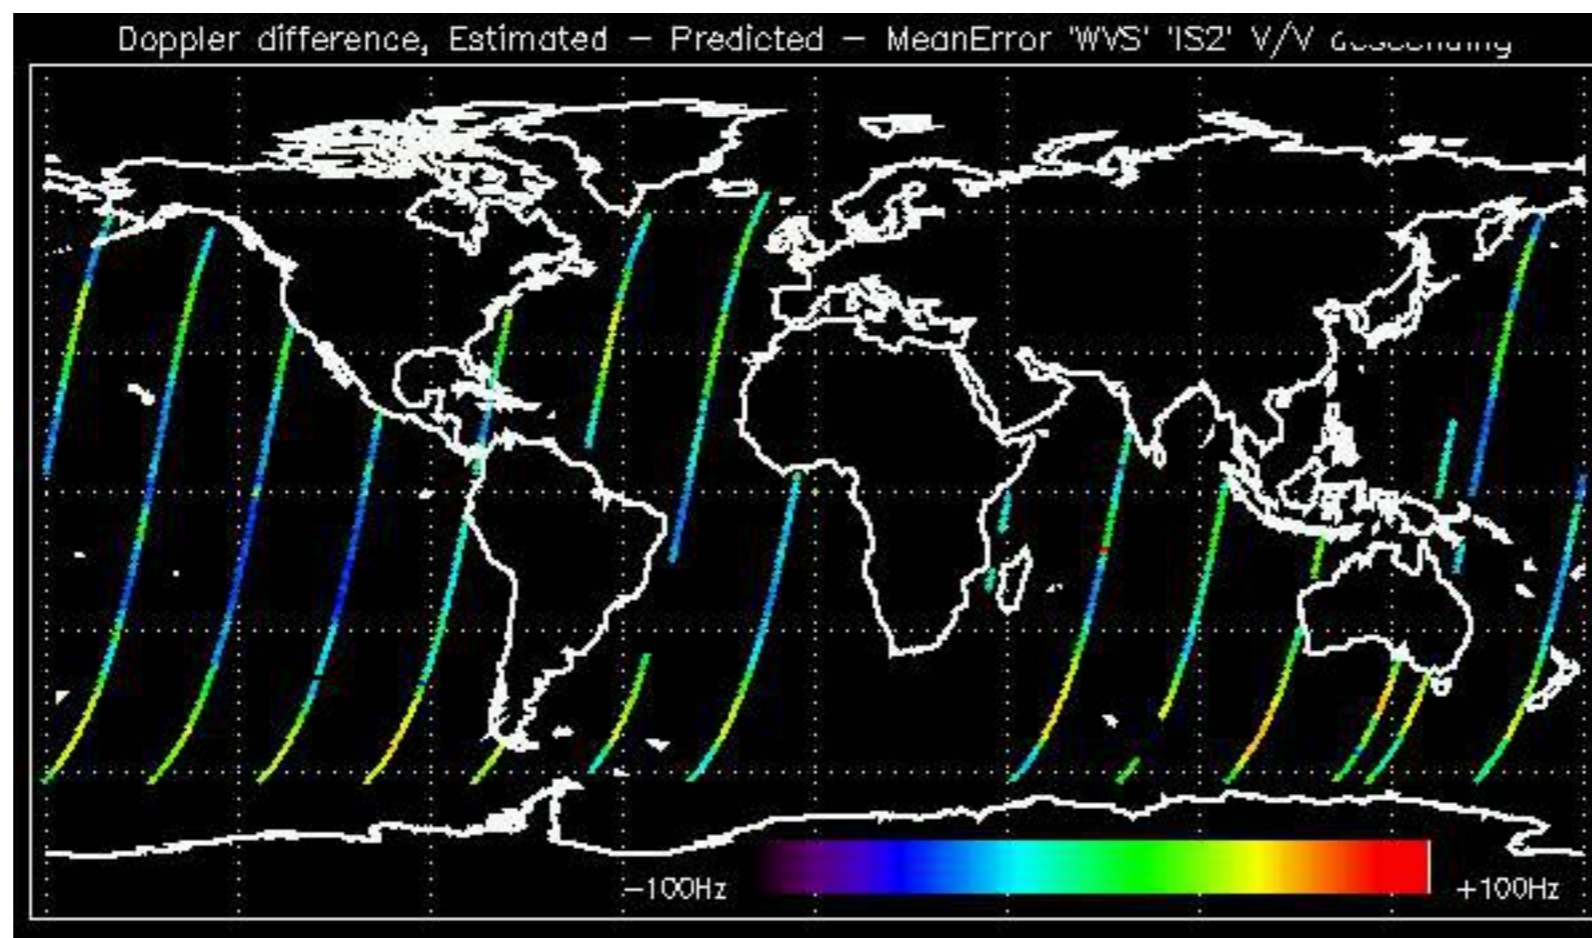 Doppler difference, Estimated – Predicted – MeanError 'WVS' 'IS2' V/V
-100Hz +100Hz